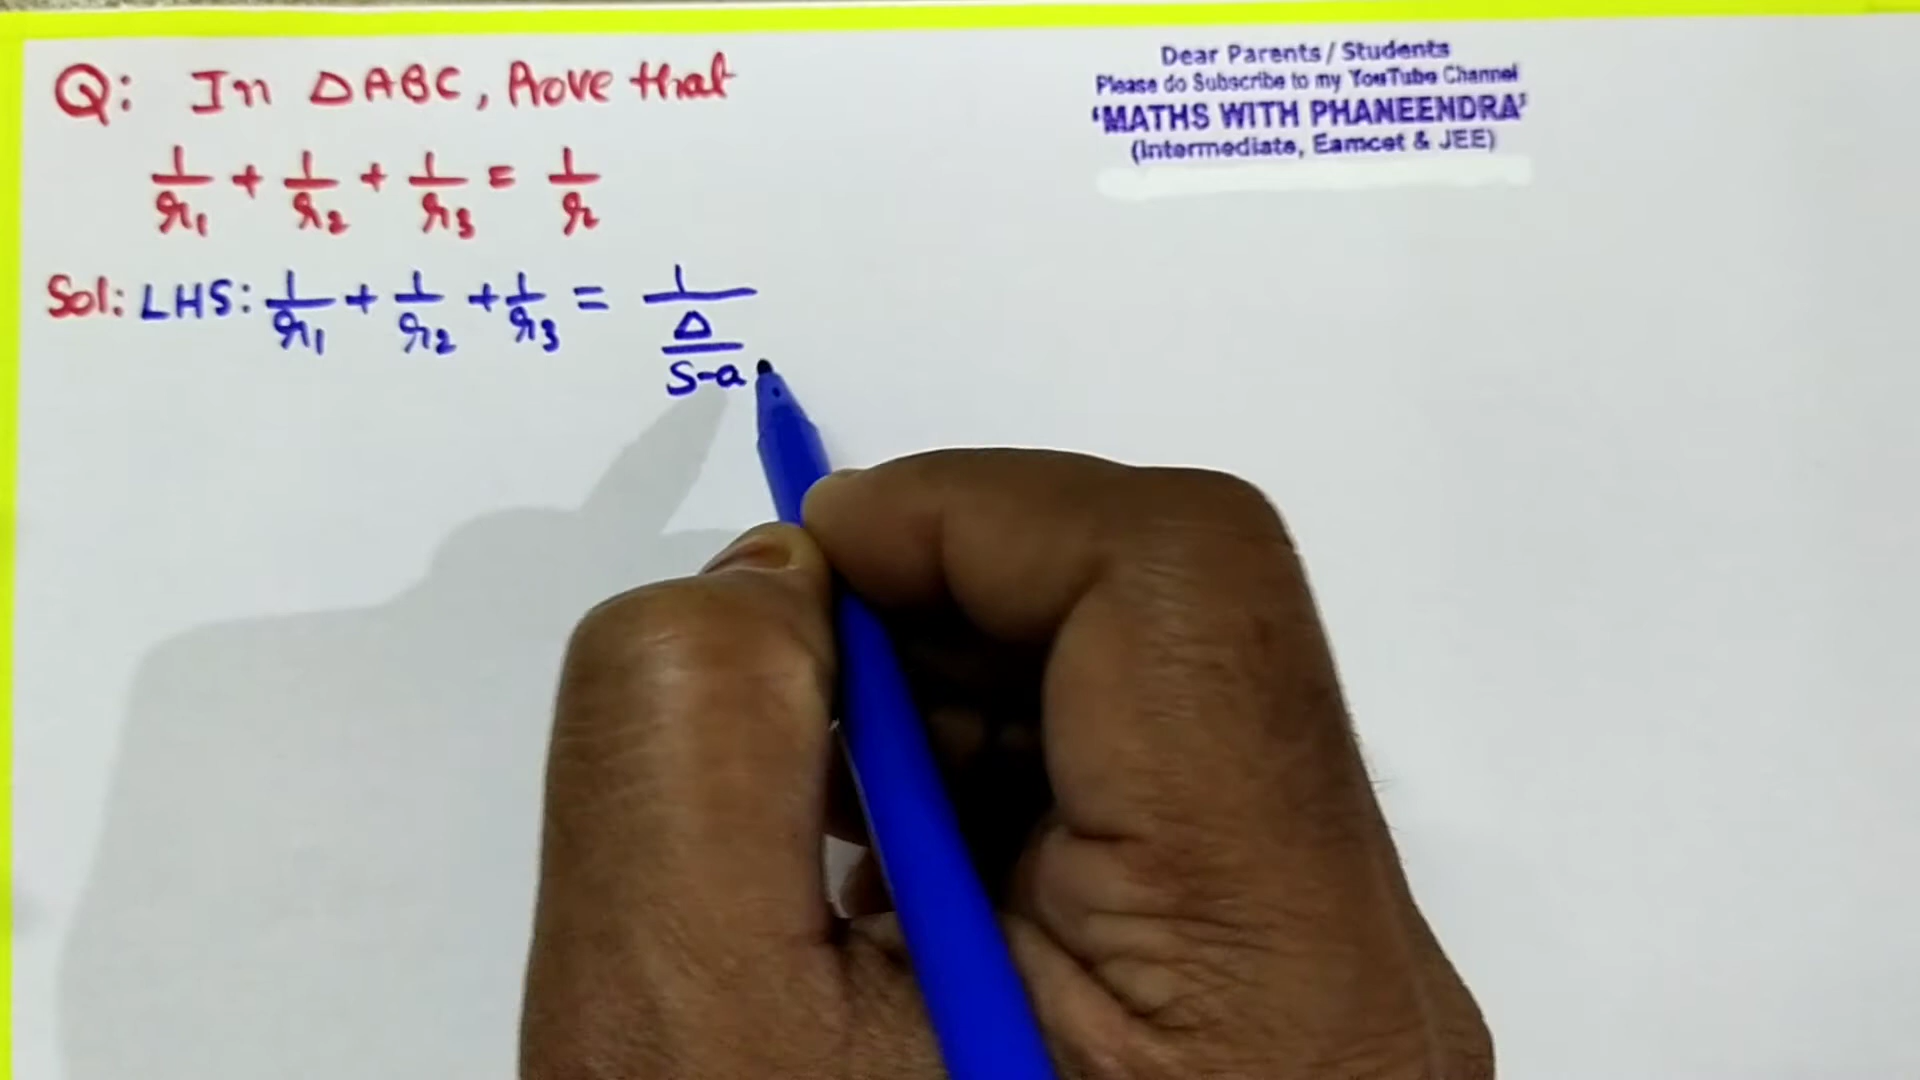 Q: In ΔABC, Prove that
1/r₁ + 1/r₂ + 1/r₃ = 1/r
Sol: LHS: 1/r₁ + 1/r₂ + 1/r₃ = 1/(Δ/(S-a
Dear Parents / Students
Please do Subscribe to my YouTube Channel
'MATHS WITH PHANEENDRA'
(Intermediate, Eamcet & JEE)